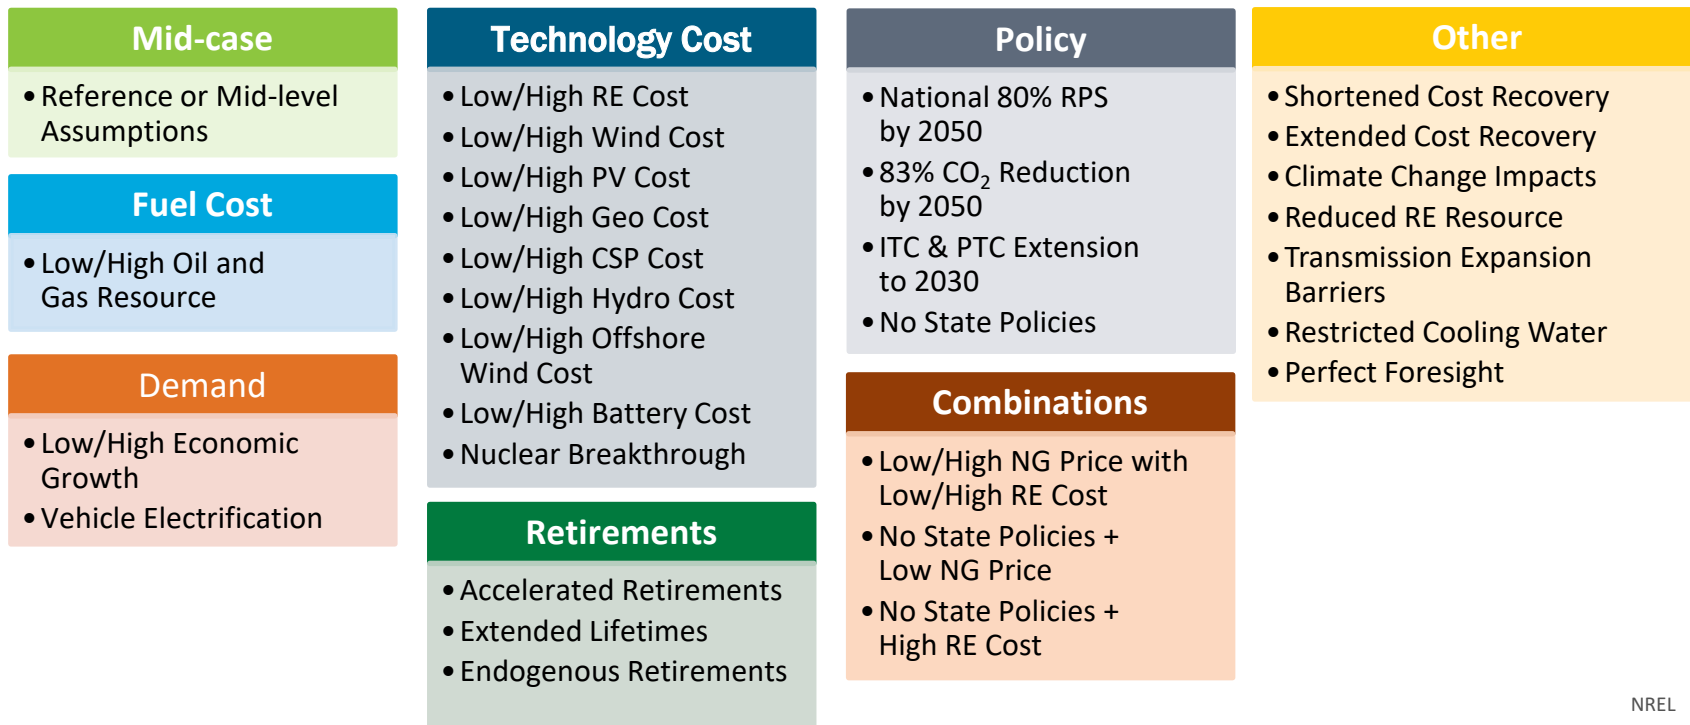 Mid-case
• Reference or Mid-level
Assumptions
Fuel Cost
• Low/High Oil and
Gas Resource
Demand
• Low/High Economic
Growth
• Vehicle Electrification
Technology Cost
• Low/High RE Cost
• Low/High Wind Cost
• Low/High PV Cost
• Low/High Geo Cost
• Low/High CSP Cost
• Low/High Hydro Cost
• Low/High Offshore
Wind Cost
• Low/High Battery Cost
• Nuclear Breakthrough
Retirements
• Accelerated Retirements
• Extended Lifetimes
• Endogenous Retirements
Policy
• National 80% RPS
by 2050
• 83% CO₂ Reduction
by 2050
• ITC & PTC Extension
to 2030
• No State Policies
Combinations
• Low/High NG Price with
Low/High RE Cost
• No State Policies +
Low NG Price
• No State Policies +
High RE Cost
Other
• Shortened Cost Recovery
• Extended Cost Recovery
• Climate Change Impacts
• Reduced RE Resource
• Transmission Expansion
Barriers
• Restricted Cooling Water
• Perfect Foresight
NREL